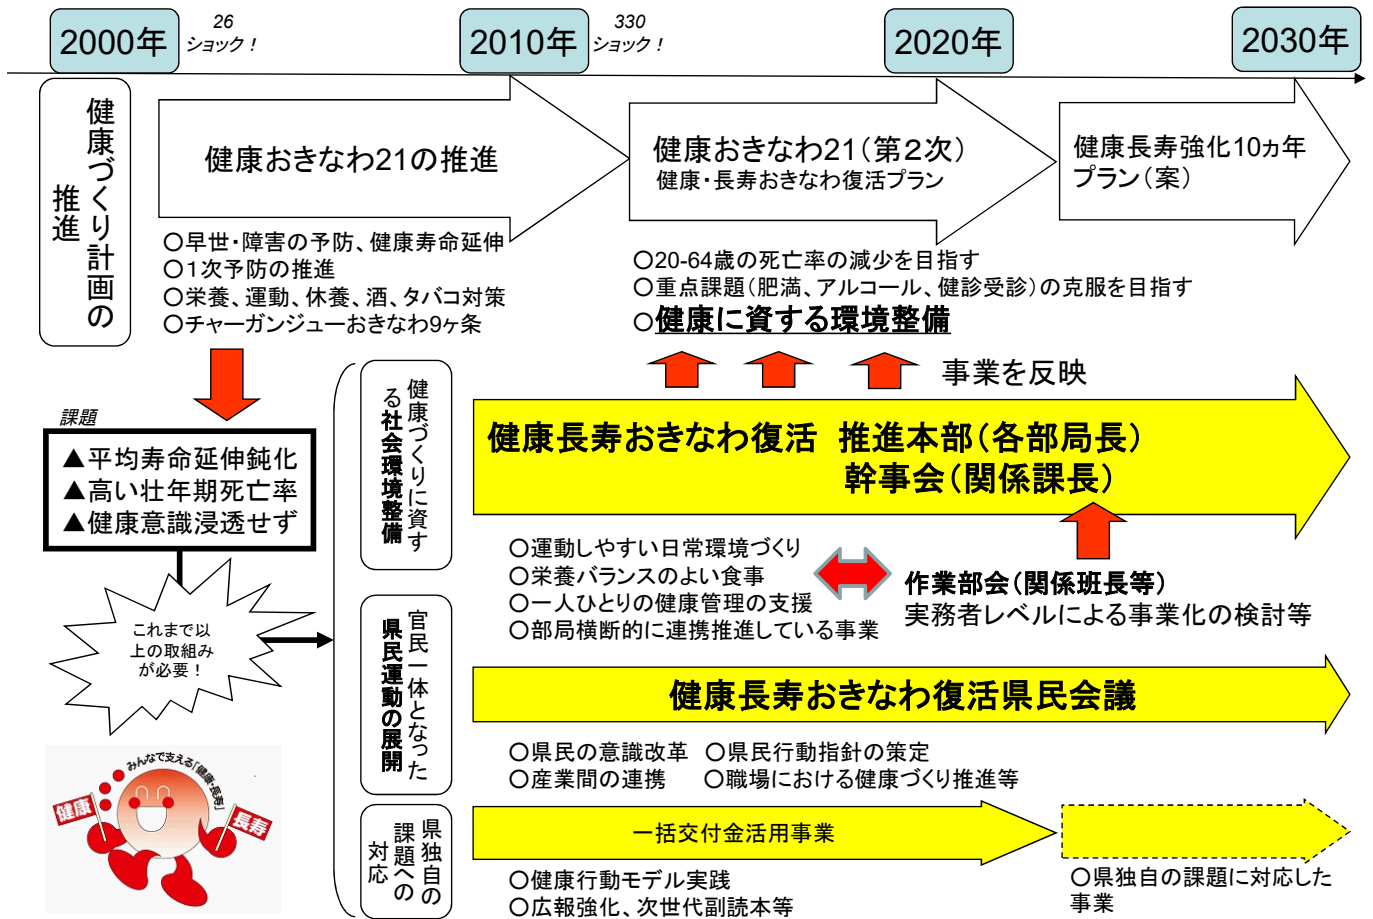 2000年
26
ショック！
2010年
330
ショック！
2020年
2030年
健康づくり計画の
推進
健康おきなわ21の推進
健康おきなわ21（第２次）
健康・長寿おきなわ復活プラン
健康長寿強化10ヵ年
プラン（案）
○早世・障害の予防、健康寿命延伸
○１次予防の推進
○栄養、運動、休養、酒、タバコ対策
○チャーガンジューおきなわ9ヶ条
○20-64歳の死亡率の減少を目指す
○重点課題（肥満、アルコール、健診受診）の克服を目指す
○健康に資する環境整備
事業を反映
課題
▲平均寿命延伸鈍化
▲高い壮年期死亡率
▲健康意識浸透せず
これまで以
上の取組み
が必要！
健康づくりに資す
る社会環境整備
健康長寿おきなわ復活 推進本部（各部局長）
幹事会（関係課長）
○運動しやすい日常環境づくり
○栄養バランスのよい食事
○一人ひとりの健康管理の支援
○部局横断的に連携推進している事業
作業部会（関係班長等）
実務者レベルによる事業化の検討等
官民一体となった
県民運動の展開
健康長寿おきなわ復活県民会議
○県民の意識改革 ○県民行動指針の策定
○産業間の連携 ○職場における健康づくり推進等
県独自の
課題への
対応
一括交付金活用事業
○健康行動モデル実践
○広報強化、次世代副読本等
○県独自の課題に対応した
事業
みんなで支える「健康・長寿」
健康
長寿